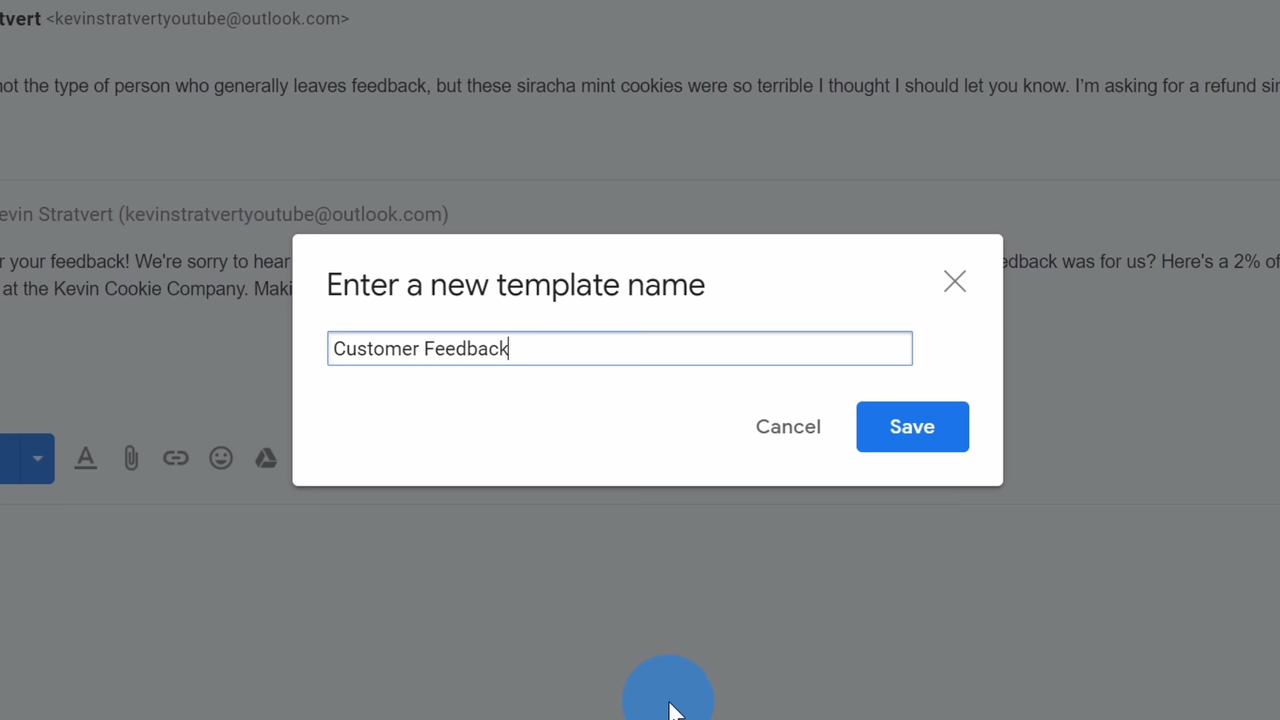 tvert <kevinstratvertyoutube@outlook.com>
not the type of person who generally leaves feedback, but these siracha mint cookies were so terrible I thought I should let you know. I'm asking for a refund
evin Stratvert (kevinstratvertyoutube@outlook.com)
your feedback! We're sorry to hear
edback was for us? Here's a 2%
at the Kevin Cookie Company.
Enter a new template name
Customer Feedback
Cancel
Save